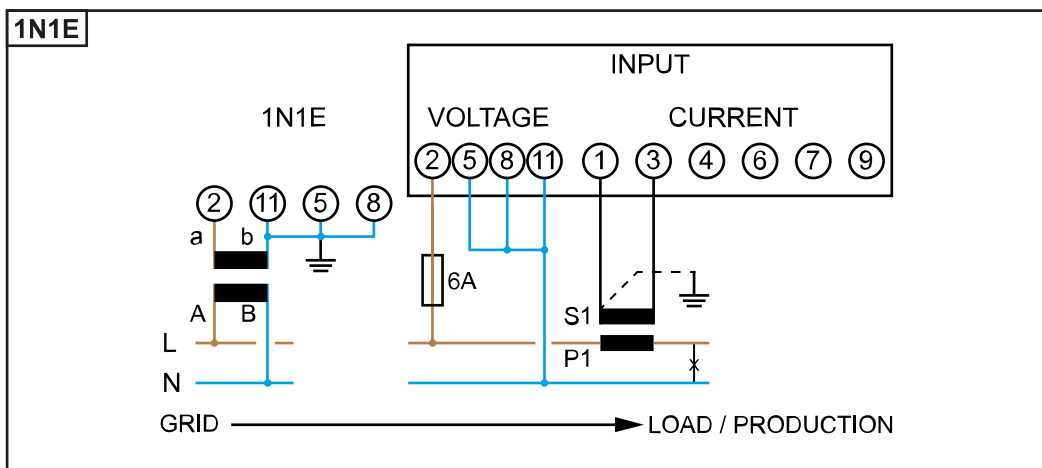 1N1E
INPUT
1N1E
VOLTAGE CURRENT
2 5 8 11 1 3 4 6 7 9
2 11 5 8
a b
6A
A B
S1
L
P1
N
GRID LOAD / PRODUCTION